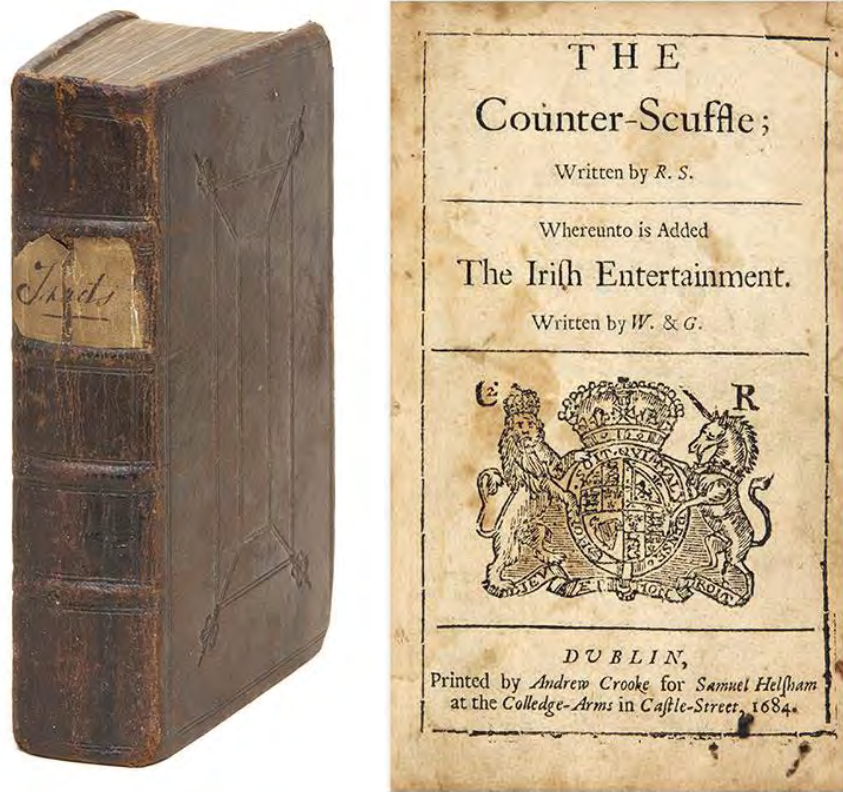 Tracts
THE
Counter-Scuffle;
Written by R. S.
Whereunto is Added
The Iriſh Entertainment.
Written by W. & G.
C R
DUBLIN,
Printed by Andrew Crooke for Samuel Helſham
at the Colledge-Arms in Caſtle-Street, 1684.